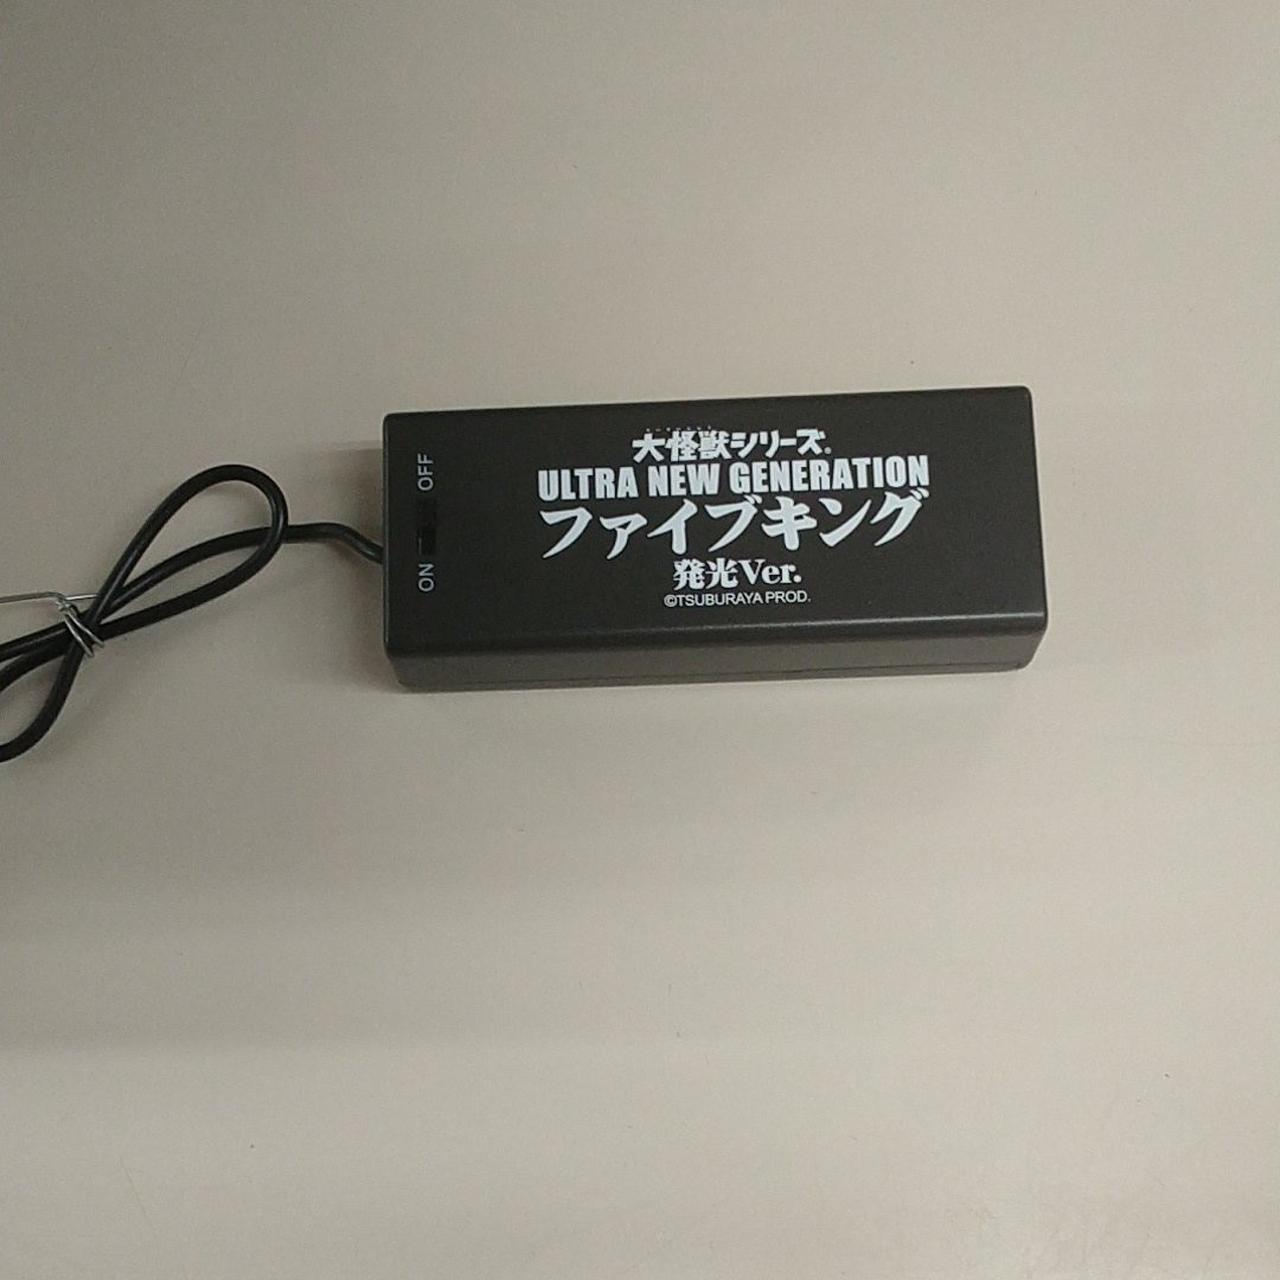 大怪獣シリーズ®
ULTRA NEW GENERATION
ファイブキング
発光Ver.
©TSUBURAYA PROD.
OFF
ON